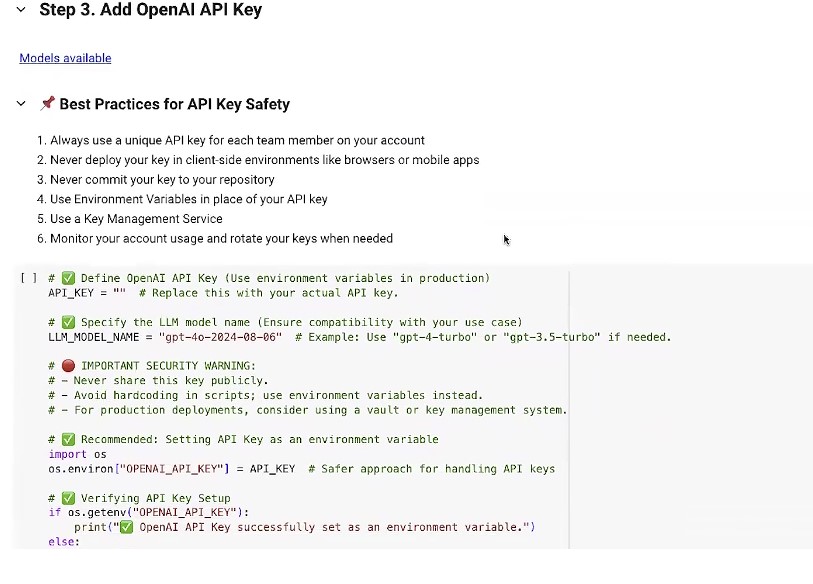 Step 3. Add OpenAI API Key
Models available
📌 Best Practices for API Key Safety
1. Always use a unique API key for each team member on your account
2. Never deploy your key in client-side environments like browsers or mobile apps
3. Never commit your key to your repository
4. Use Environment Variables in place of your API key
5. Use a Key Management Service
6. Monitor your account usage and rotate your keys when needed
[ ] # ✅ Define OpenAI API Key (Use environment variables in production)
API_KEY = "" # Replace this with your actual API key.
# ✅ Specify the LLM model name (Ensure compatibility with your use case)
LLM_MODEL_NAME = "gpt-4o-2024-08-06" # Example: Use "gpt-4-turbo" or "gpt-3.5-turbo" if needed.
# 🔴 IMPORTANT SECURITY WARNING:
# - Never share this key publicly.
# - Avoid hardcoding in scripts; use environment variables instead.
# - For production deployments, consider using a vault or key management system.
# ✅ Recommended: Setting API Key as an environment variable
import os
os.environ["OPENAI_API_KEY"] = API_KEY # Safer approach for handling API keys
# ✅ Verifying API Key Setup
if os.getenv("OPENAI_API_KEY"):
    print("✅ OpenAI API Key successfully set as an environment variable.")
else: